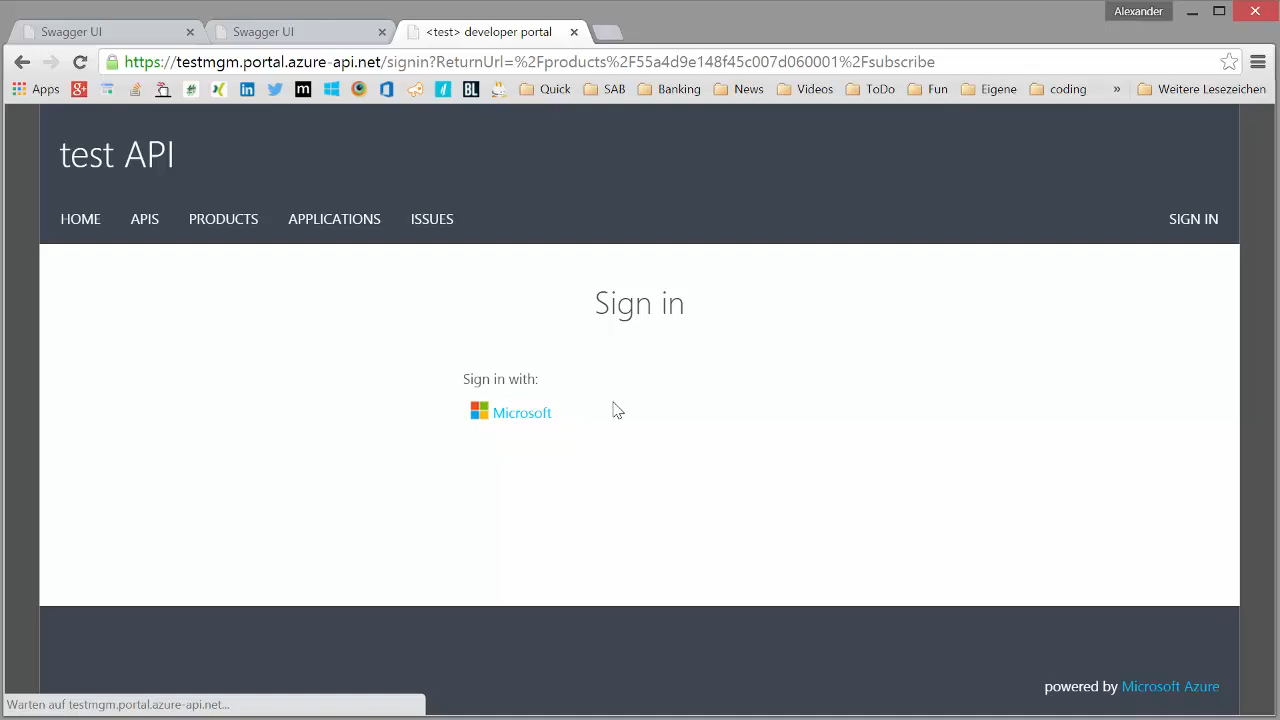 Alexander
Swagger UI
Swagger UI
<test> developer portal
https://testmgm.portal.azure-api.net/signin?ReturnUrl=%2Fproducts%2F55a4d9e148f45c007d060001%2Fsubscribe
Apps Quick SAB Banking News Videos ToDo Fun Eigene coding » Weitere Lesezeichen
test API
HOME APIS PRODUCTS APPLICATIONS ISSUES SIGN IN
Sign in
Sign in with:
Microsoft
powered by Microsoft Azure
Warten auf testmgm.portal.azure-api.net...